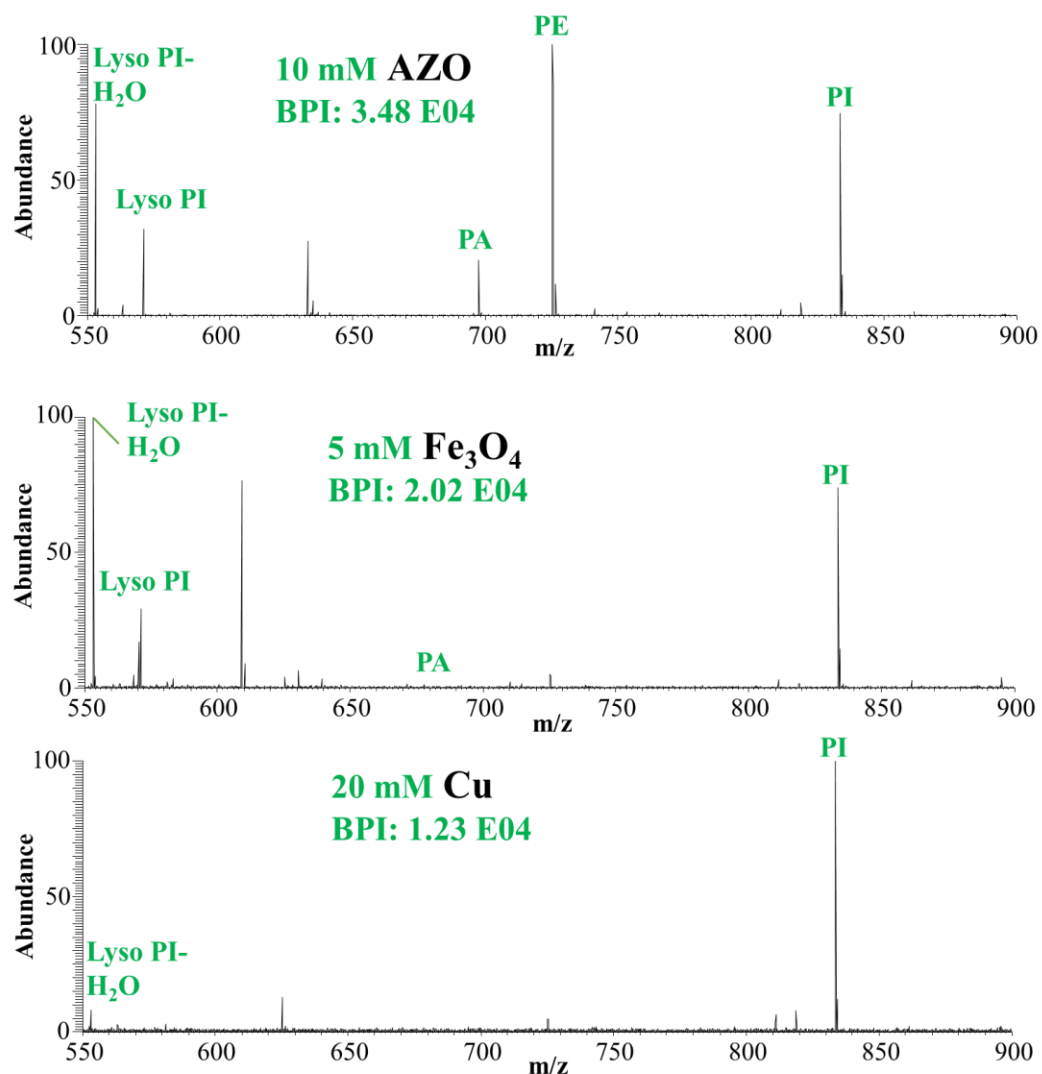 PE
100
Lyso PI-
H₂O
10 mM AZO
BPI: 3.48 E04
PI
Abundance
50
Lyso PI
PA
0
550 600 650 700 750 800 850 900
m/z
100
Lyso PI-
H₂O
5 mM Fe₃O₄
BPI: 2.02 E04
PI
Abundance
50
Lyso PI
PA
0
550 600 650 700 750 800 850 900
m/z
PI
100
20 mM Cu
BPI: 1.23 E04
Abundance
50
Lyso PI-
H₂O
0
550 600 650 700 750 800 850 900
m/z